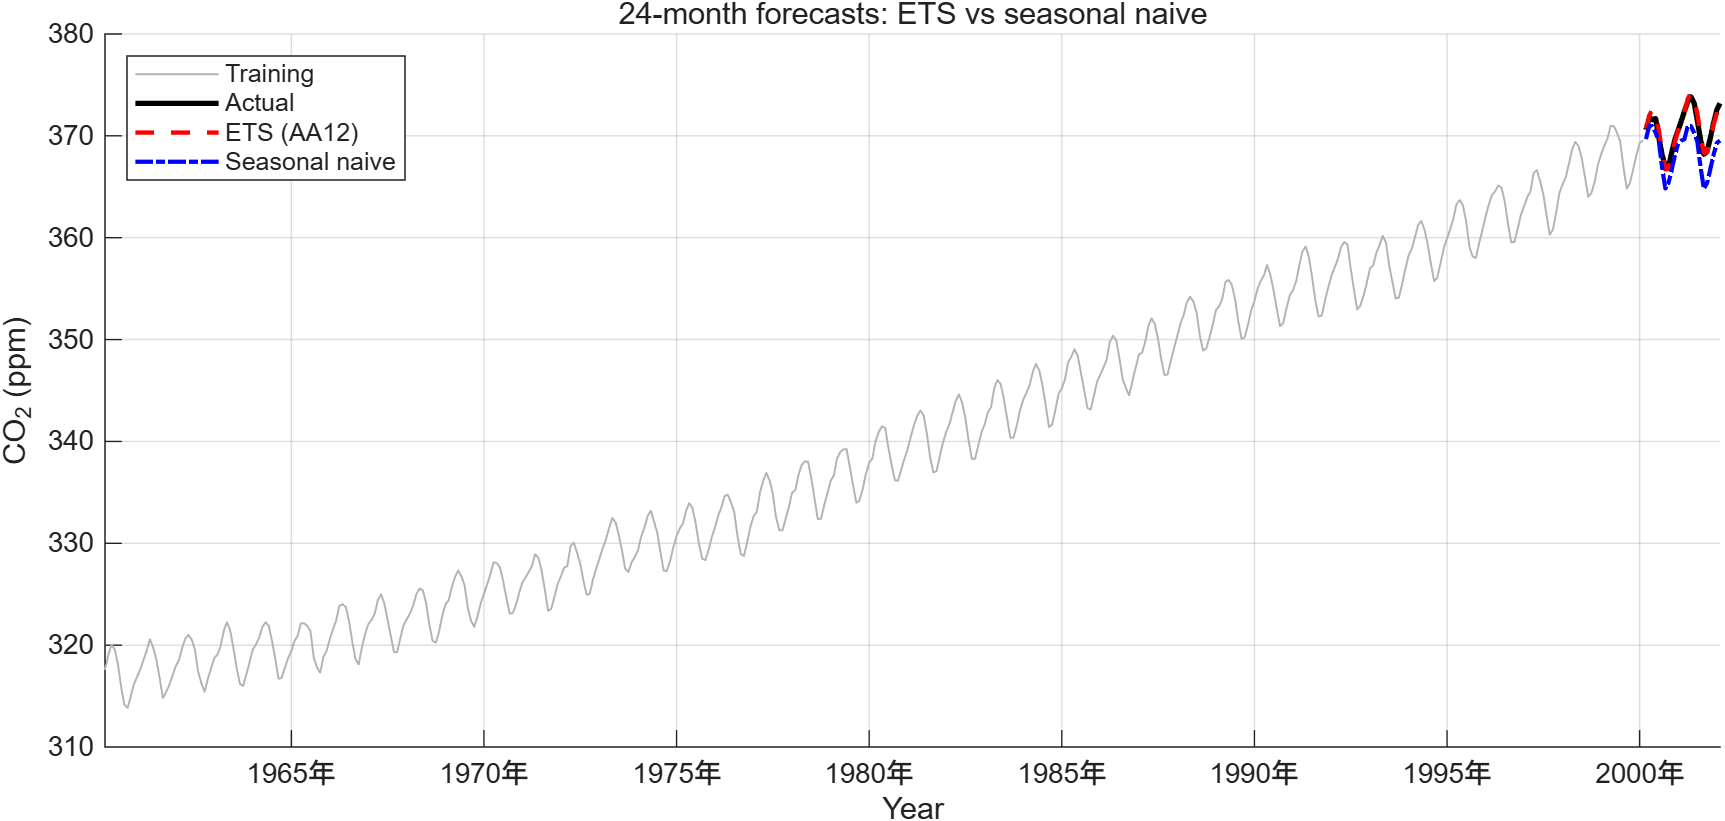 24-month forecasts: ETS vs seasonal naive
380
370
360
350
340
330
320
310
CO2 (ppm)
Training
Actual
ETS (AA12)
Seasonal naive
1965年 1970年 1975年 1980年 1985年 1990年 1995年 2000年
Year